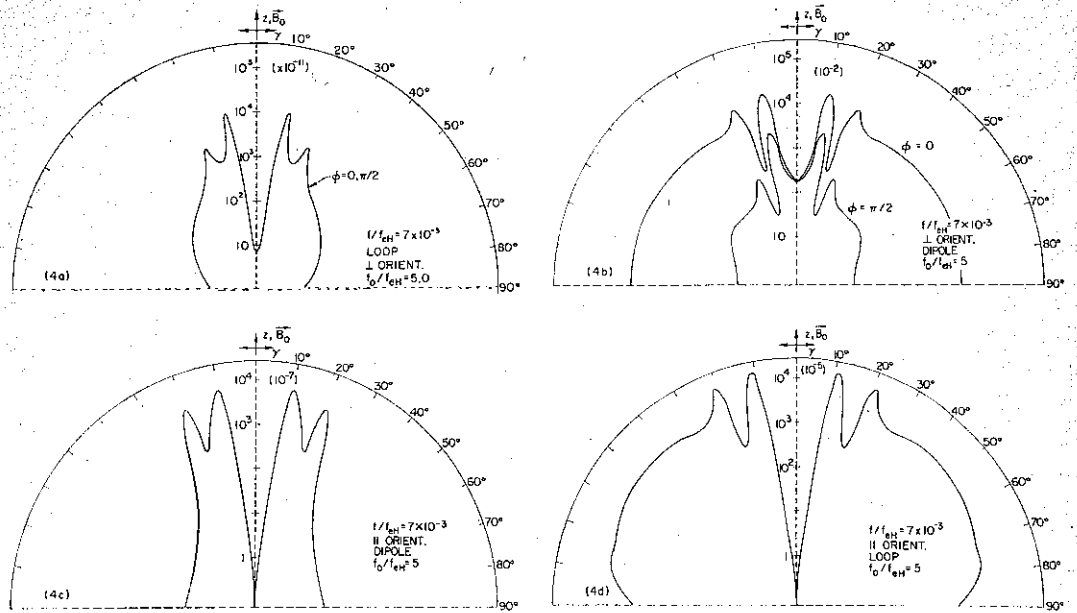 z, B₀
γ
10°
20°
30°
40°
50°
60°
70°
80°
90°
10⁵
(x10⁻¹¹)
10⁴
10³
10²
10
φ=0,π/2
f/f_eH = 7x10⁻³
LOOP
⊥ ORIENT.
f₀/f_eH = 5.0
(4a)
z, B₀
γ
10°
20°
30°
40°
50°
60°
70°
80°
90°
10⁵
(10⁻²)
10⁴
10
φ = 0
φ = π/2
f/f_eH = 7×10⁻³
⊥ ORIENT.
DIPOLE
f₀/f_eH = 5
(4b)
z, B₀
γ
10°
20°
30°
40°
50°
60°
70°
80°
90°
10⁴
(10⁻⁷)
10³
1
f/f_eH = 7×10⁻³
II ORIENT.
DIPOLE
f₀/f_eH = 5
(4c)
z, B₀
γ
10°
20°
30°
40°
50°
60°
70°
80°
90°
10⁴
(10⁻⁵)
10³
10²
1
f/f_eH = 7x10⁻³
II ORIENT.
LOOP
f₀/f_eH = 5
(4d)